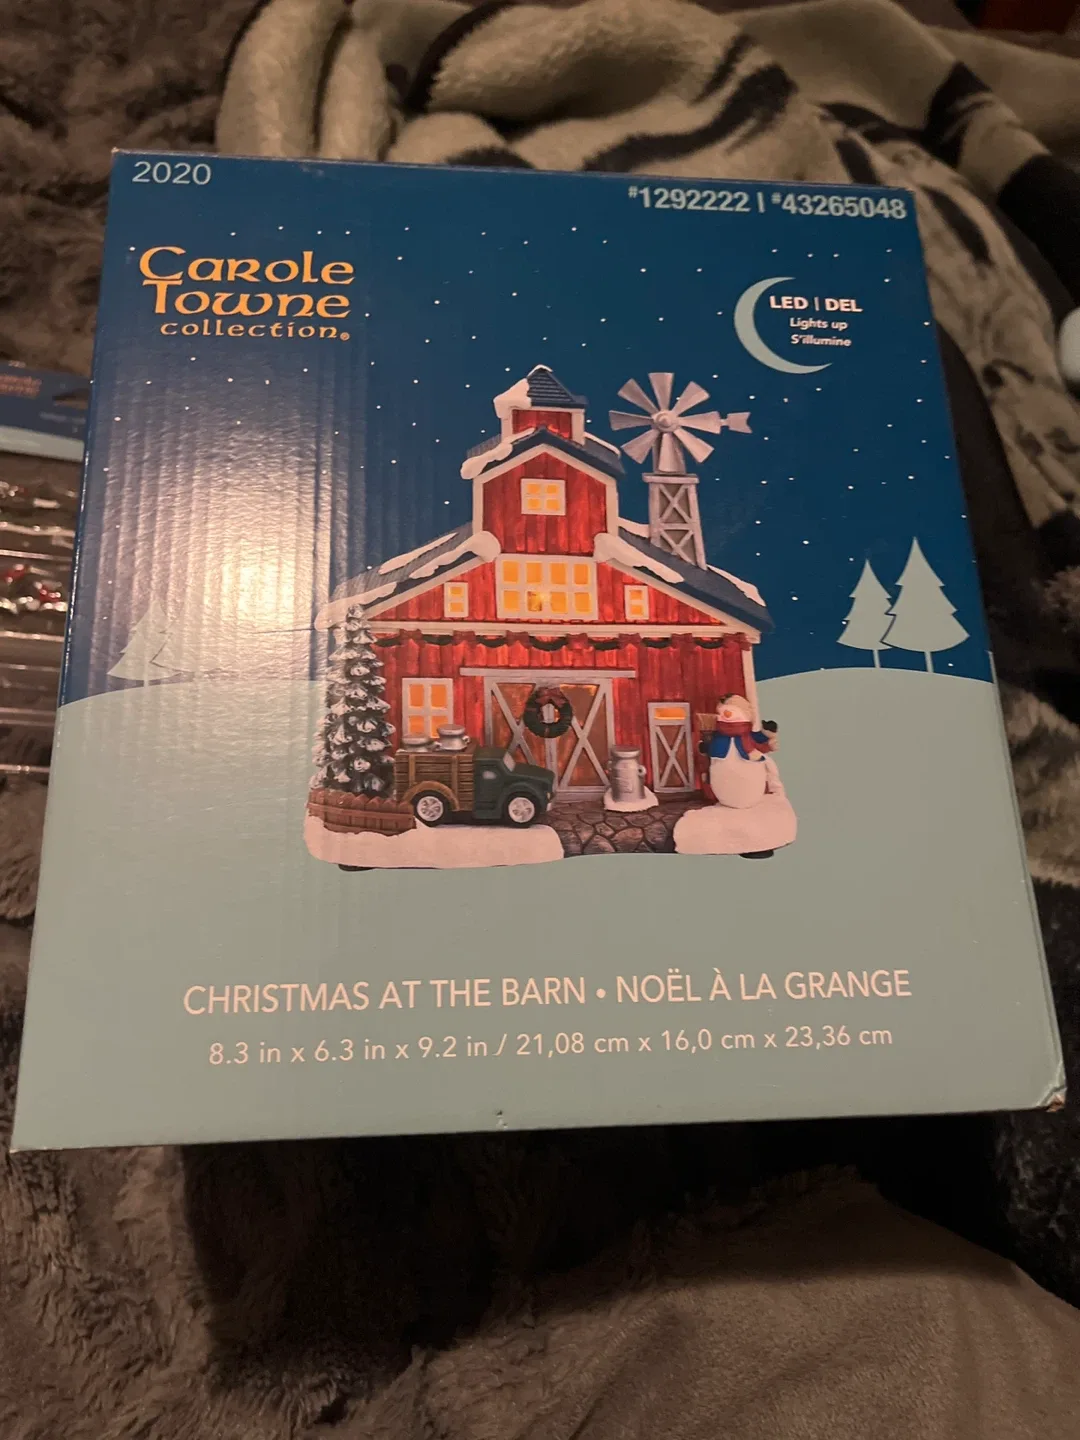 2020
#1292222 | #43265048
Carole
Towne
collection®
LED | DEL
Lights up
S'illumine
CHRISTMAS AT THE BARN • NOËL À LA GRANGE
8.3 in x 6.3 in x 9.2 in / 21,08 cm x 16,0 cm x 23,36 cm